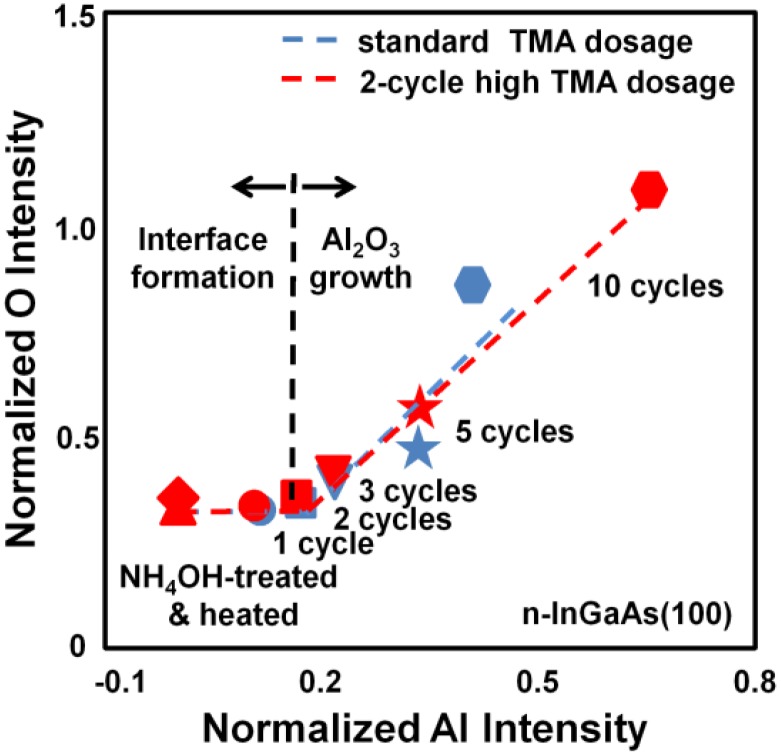 1.5
standard TMA dosage
2-cycle high TMA dosage
Interface
formation
Al₂O₃
growth
1.0
10 cycles
0.5
5 cycles
3 cycles
2 cycles
1 cycle
NH₄OH-treated
& heated
n-InGaAs(100)
0
-0.1
0.2
0.5
0.8
Normalized Al Intensity
Normalized O Intensity